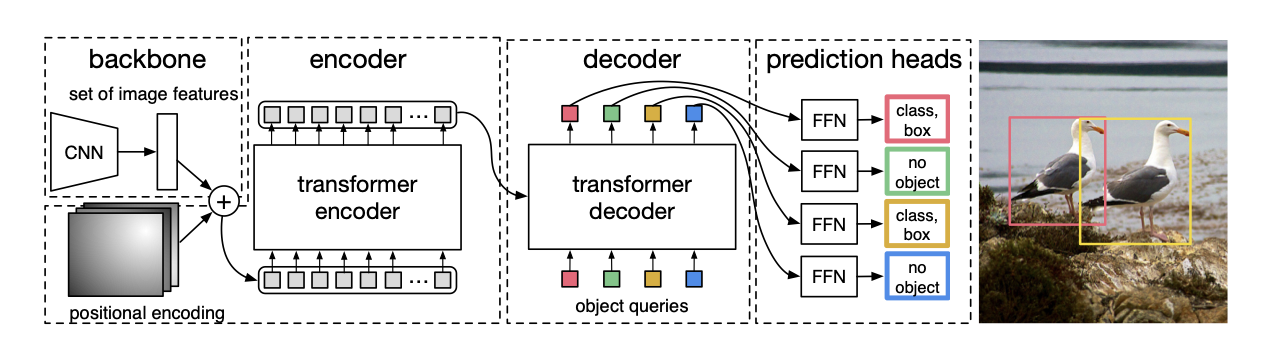 backbone
set of image features
CNN
+
positional encoding
encoder
...
transformer
encoder
...
decoder
transformer
decoder
object queries
prediction heads
FFN
class,
box
FFN
no
object
FFN
class,
box
FFN
no
object